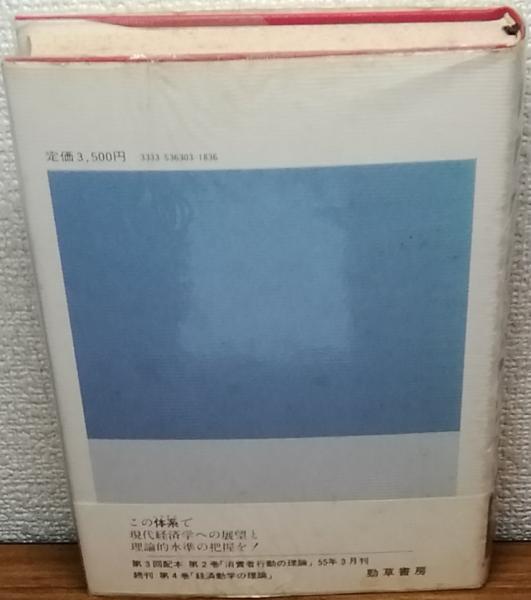 定価3,500円 3333-536303-1836
この体系で
現代経済学への展望と
理論的水準の把握を！
第3回配本 第2巻「消費者行動の理論」55年3月刊
続刊 第4巻「経済動学の理論」
勁草書房